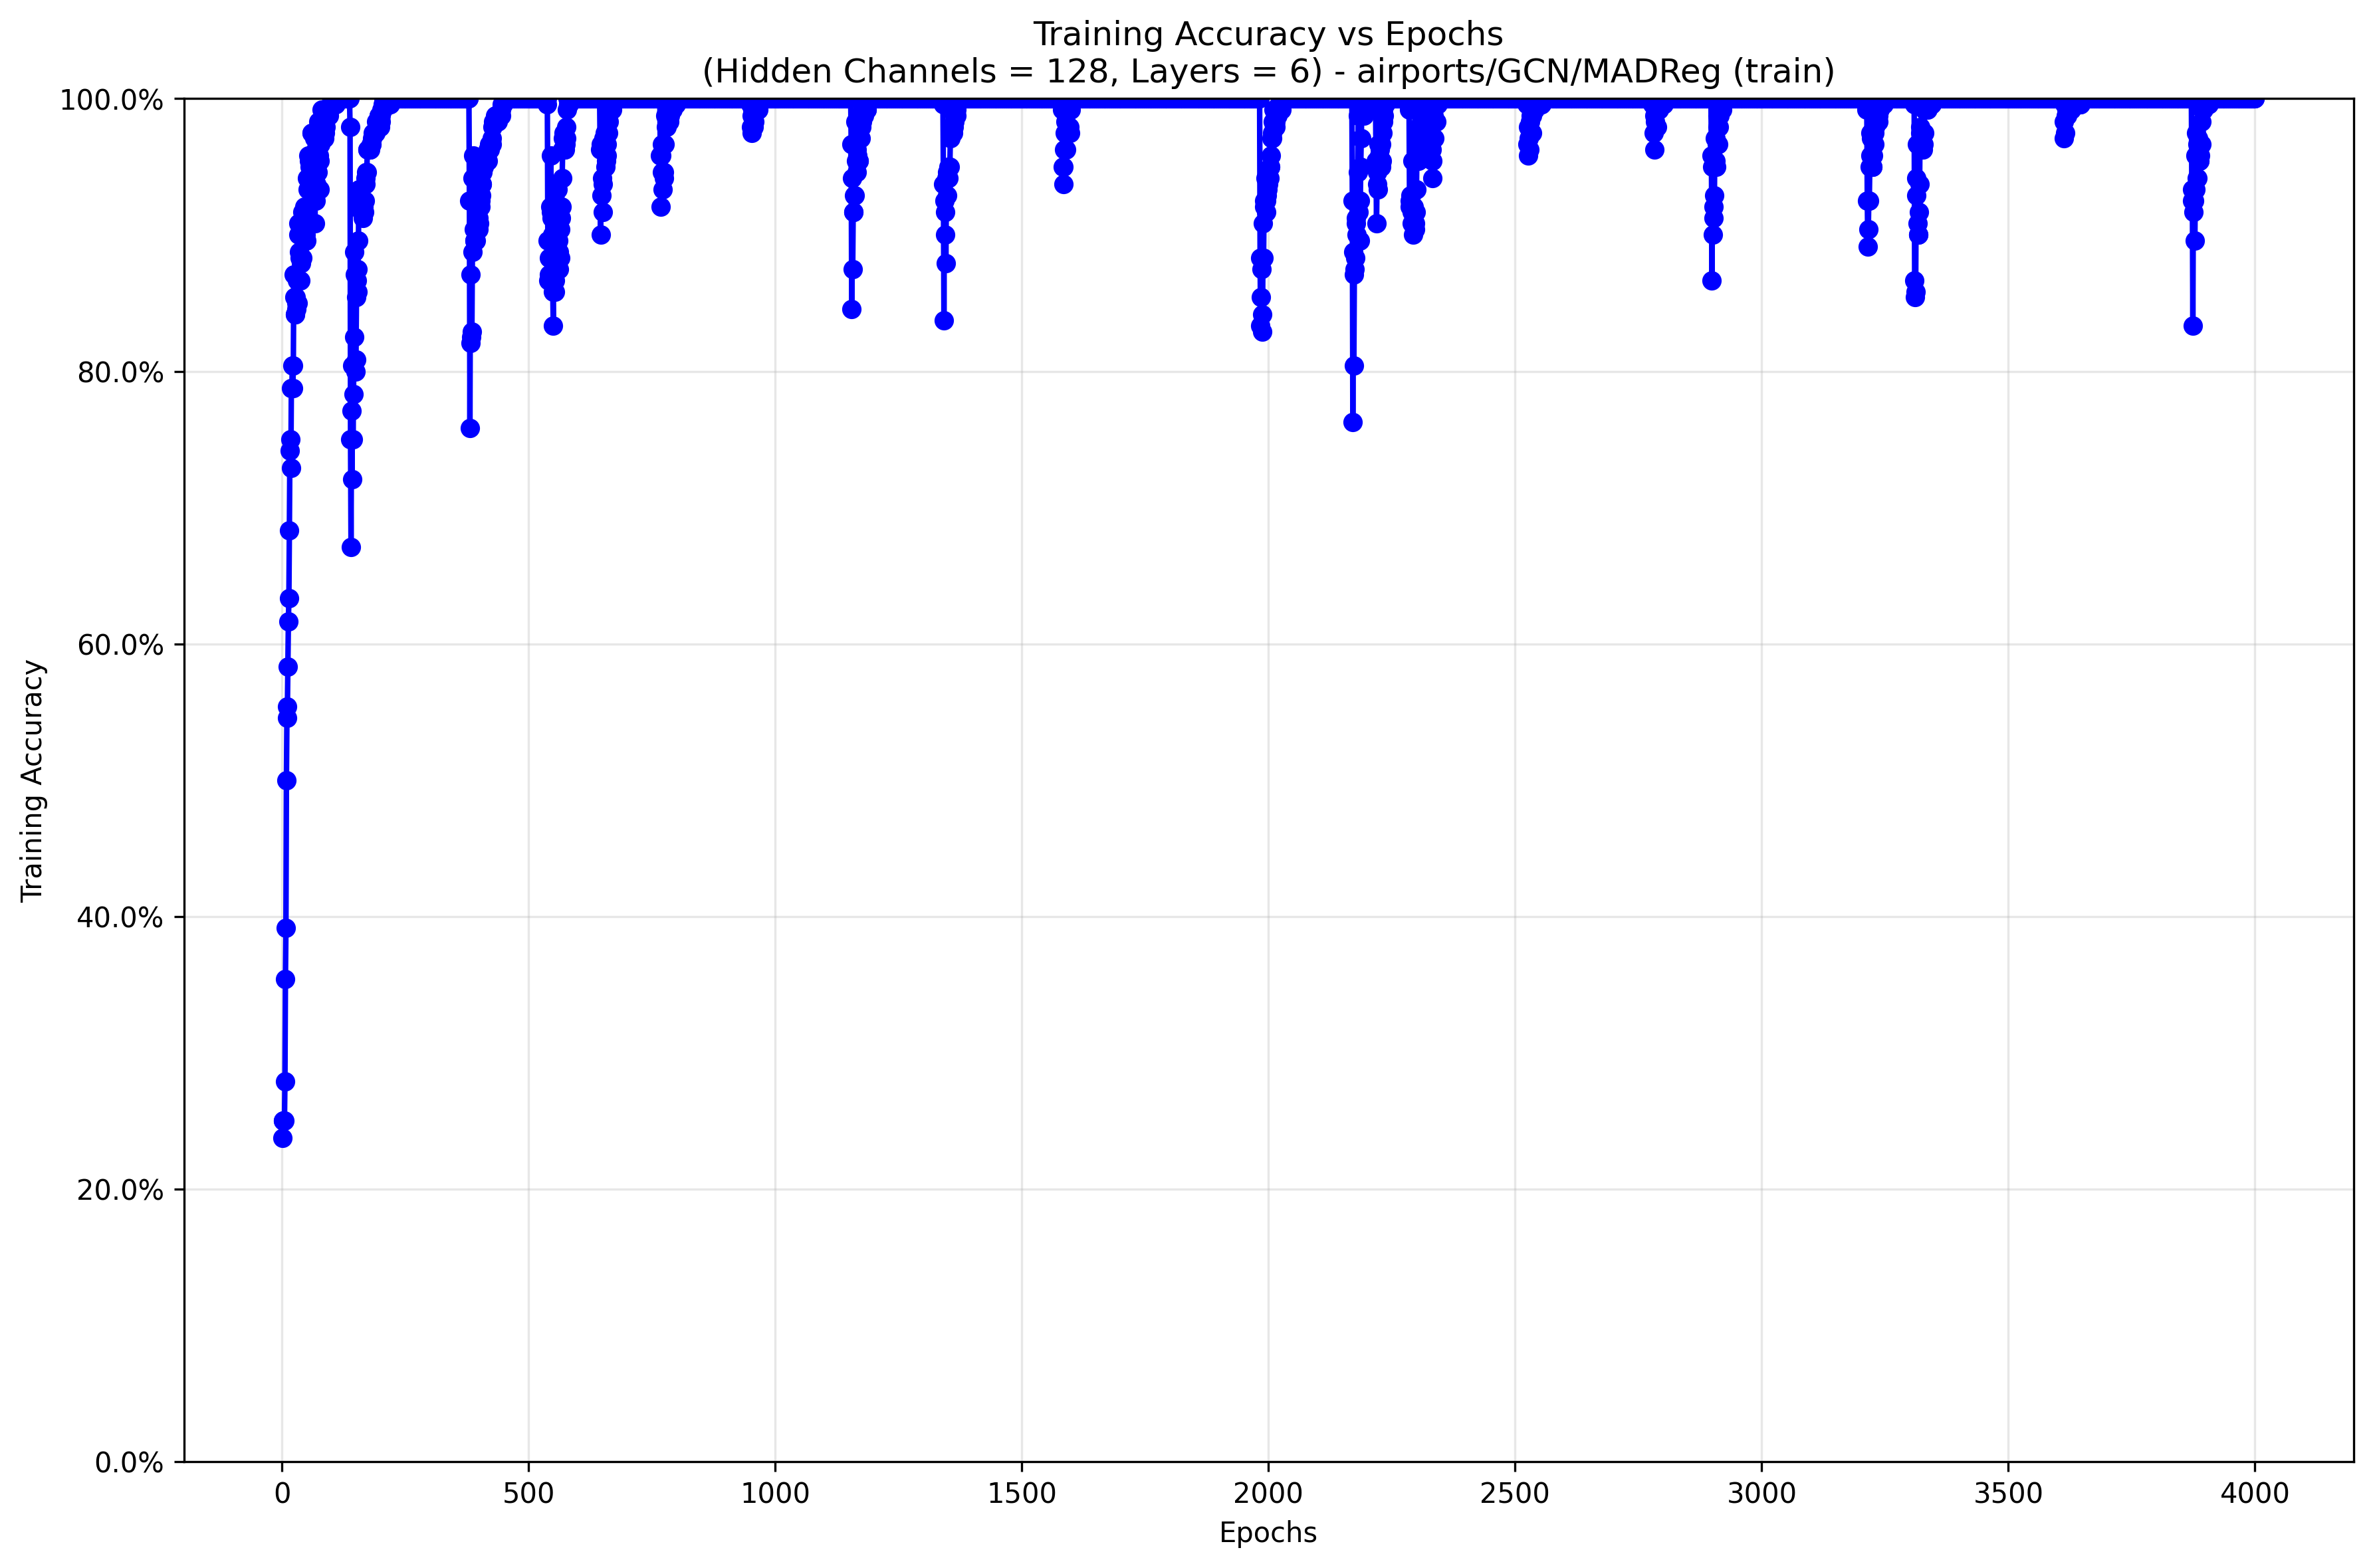 Training Accuracy vs Epochs
(Hidden Channels = 128, Layers = 6) - airports/GCN/MADReg (train)
100.0%
80.0%
60.0%
40.0%
20.0%
0.0%
Training Accuracy
0 500 1000 1500 2000 2500 3000 3500 4000
Epochs